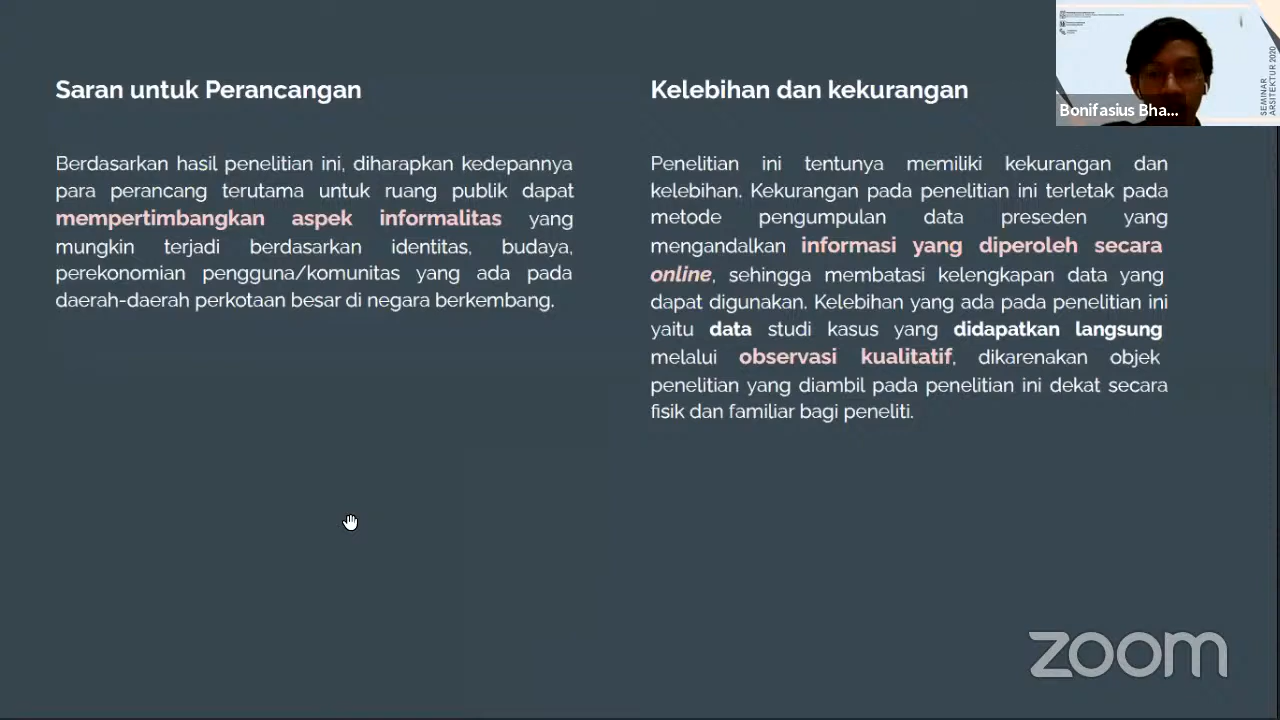 Saran untuk Perancangan
Berdasarkan hasil penelitian ini, diharapkan kedepannya
para perancang terutama untuk ruang publik dapat
mempertimbangkan aspek informalitas yang
mungkin terjadi berdasarkan identitas, budaya,
perekonomian pengguna/komunitas yang ada pada
daerah-daerah perkotaan besar di negara berkembang.
Kelebihan dan kekurangan
Penelitian ini tentunya memiliki kekurangan dan
kelebihan. Kekurangan pada penelitian ini terletak pada
metode pengumpulan data preseden yang
mengandalkan informasi yang diperoleh secara
online, sehingga membatasi kelengkapan data yang
dapat digunakan. Kelebihan yang ada pada penelitian ini
yaitu data studi kasus yang didapatkan langsung
melalui observasi kualitatif, dikarenakan objek
penelitian yang diambil pada penelitian ini dekat secara
fisik dan familiar bagi peneliti.
Bonifasius Bha...
SEMINAR
ARSITEKTUR 2020
zoom